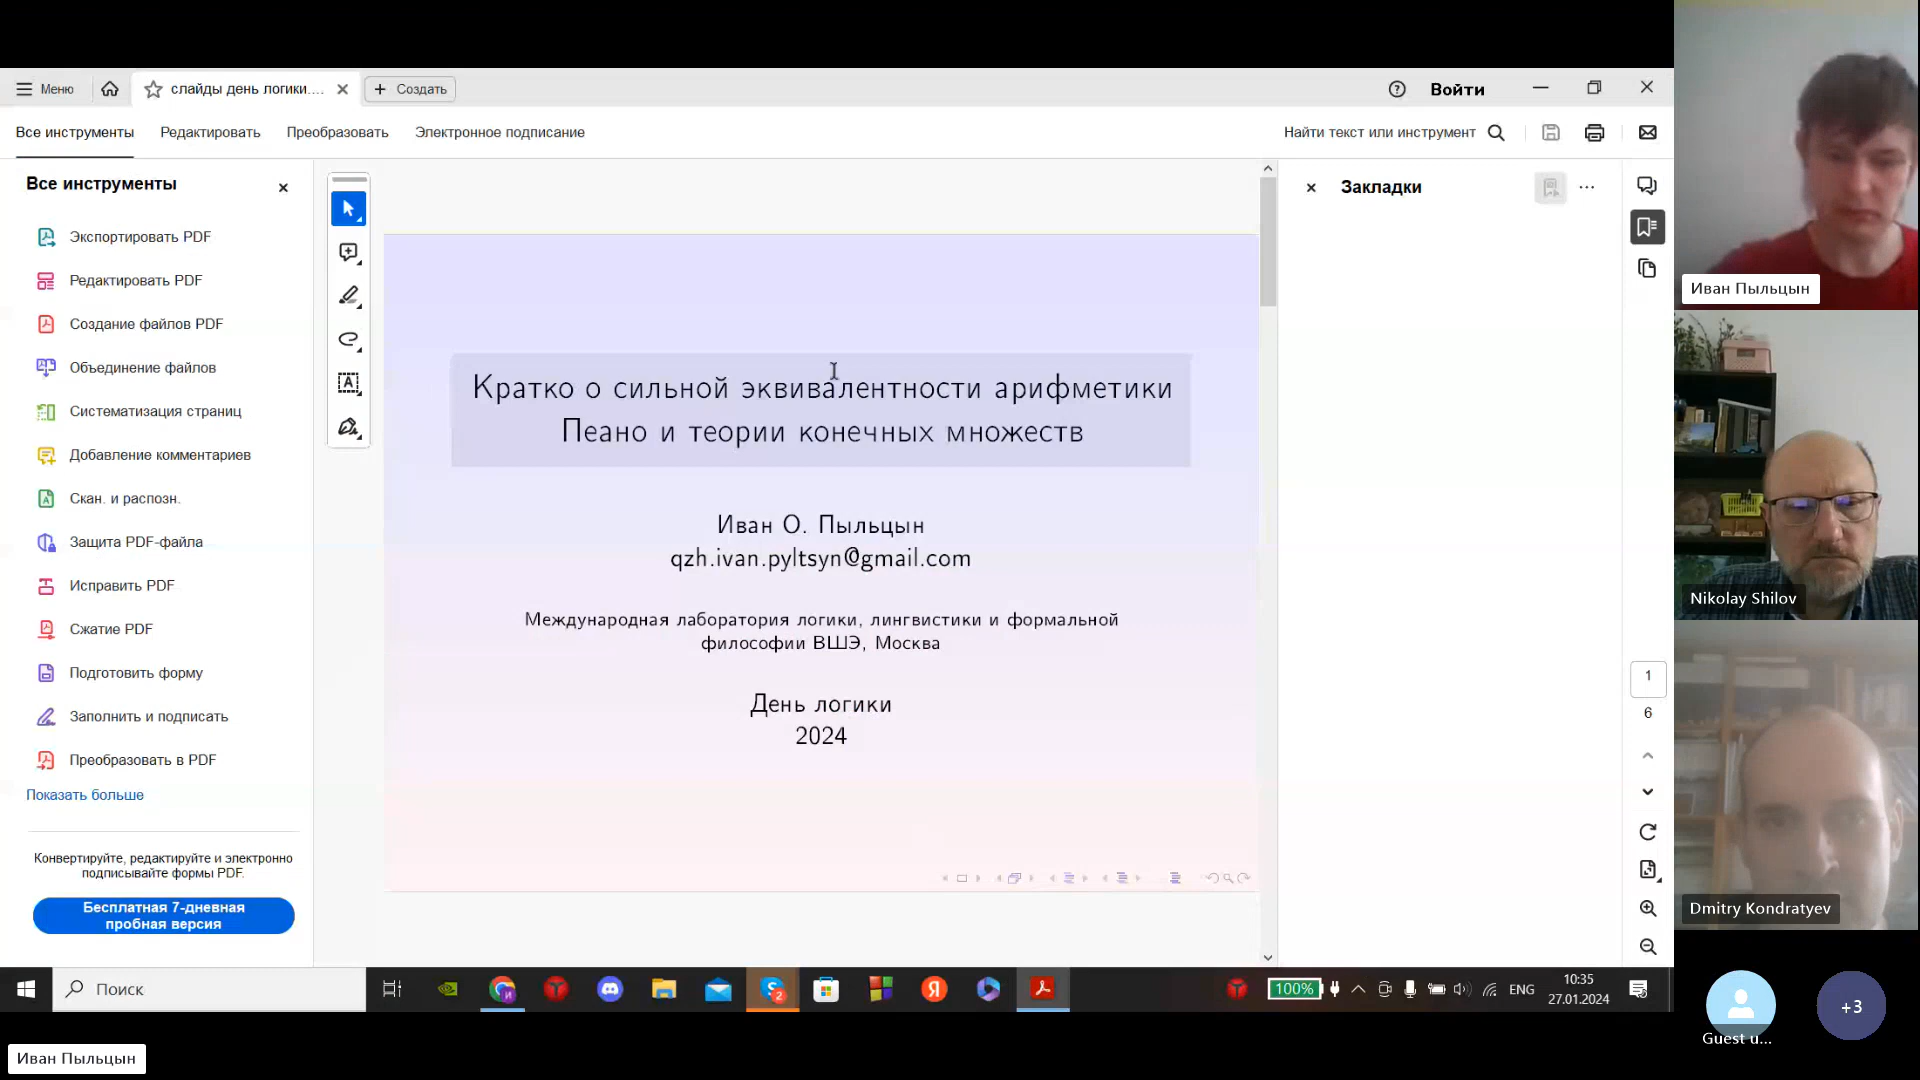 Меню
слайды день логики....
Создать
Войти
Все инструменты
Редактировать
Преобразовать
Электронное подписание
Найти текст или инструмент
Все инструменты
Экспортировать PDF
Редактировать PDF
Создание файлов PDF
Объединение файлов
Систематизация страниц
Добавление комментариев
Скан. и распозн.
Защита PDF-файла
Исправить PDF
Сжатие PDF
Подготовить форму
Заполнить и подписать
Преобразовать в PDF
Показать больше
Конвертируйте, редактируйте и электронно
подписывайте формы PDF.
Бесплатная 7-дневная
пробная версия
Кратко о сильной эквивалентности арифметики
Пеано и теории конечных множеств
Иван О. Пыльцын
qzh.ivan.pyltsyn@gmail.com
Международная лаборатория логики, лингвистики и формальной
философии ВШЭ, Москва
День логики
2024
Закладки
1
6
Иван Пыльцын
Nikolay Shilov
Dmitry Kondratyev
Guest u...
+3
Поиск
2
100%
ENG
10:35
27.01.2024
Иван Пыльцын